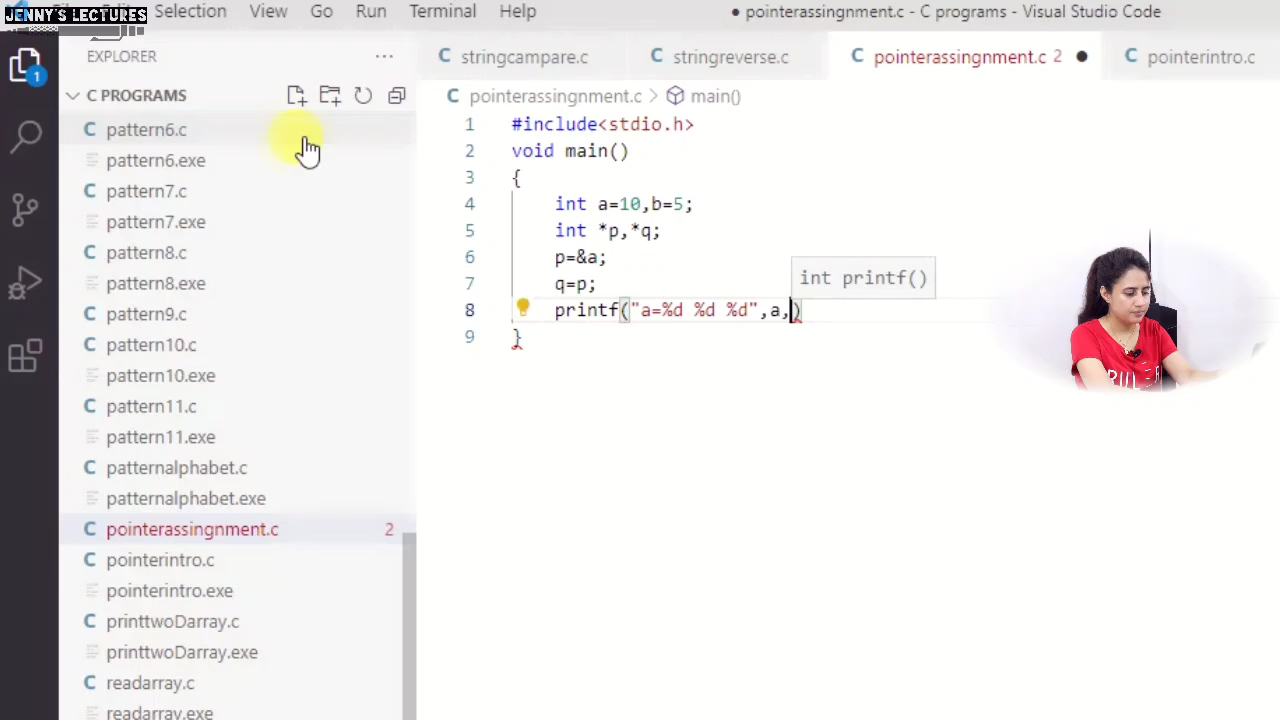 JENNY'S LECTURES
Selection View Go Run Terminal Help
● pointerassingnment.c - C programs - Visual Studio Code
EXPLORER ...
C stringcampare.c C stringreverse.c C pointerassingnment.c 2 ● C pointerintro.c
1
C PROGRAMS
C pointerassingnment.c > main()
C pattern6.c
pattern6.exe
C pattern7.c
pattern7.exe
C pattern8.c
pattern8.exe
C pattern9.c
C pattern10.c
pattern10.exe
C pattern11.c
pattern11.exe
C patternalphabet.c
patternalphabet.exe
C pointerassingnment.c 2
C pointerintro.c
pointerintro.exe
C printtwoDarray.c
printtwoDarray.exe
C readarray.c
readarray.exe
1 #include<stdio.h>
2 void main()
3 {
4 int a=10,b=5;
5 int *p,*q;
6 p=&a;
7 q=p;
int printf()
8 printf("a=%d %d %d",a,)
9 }
RULE